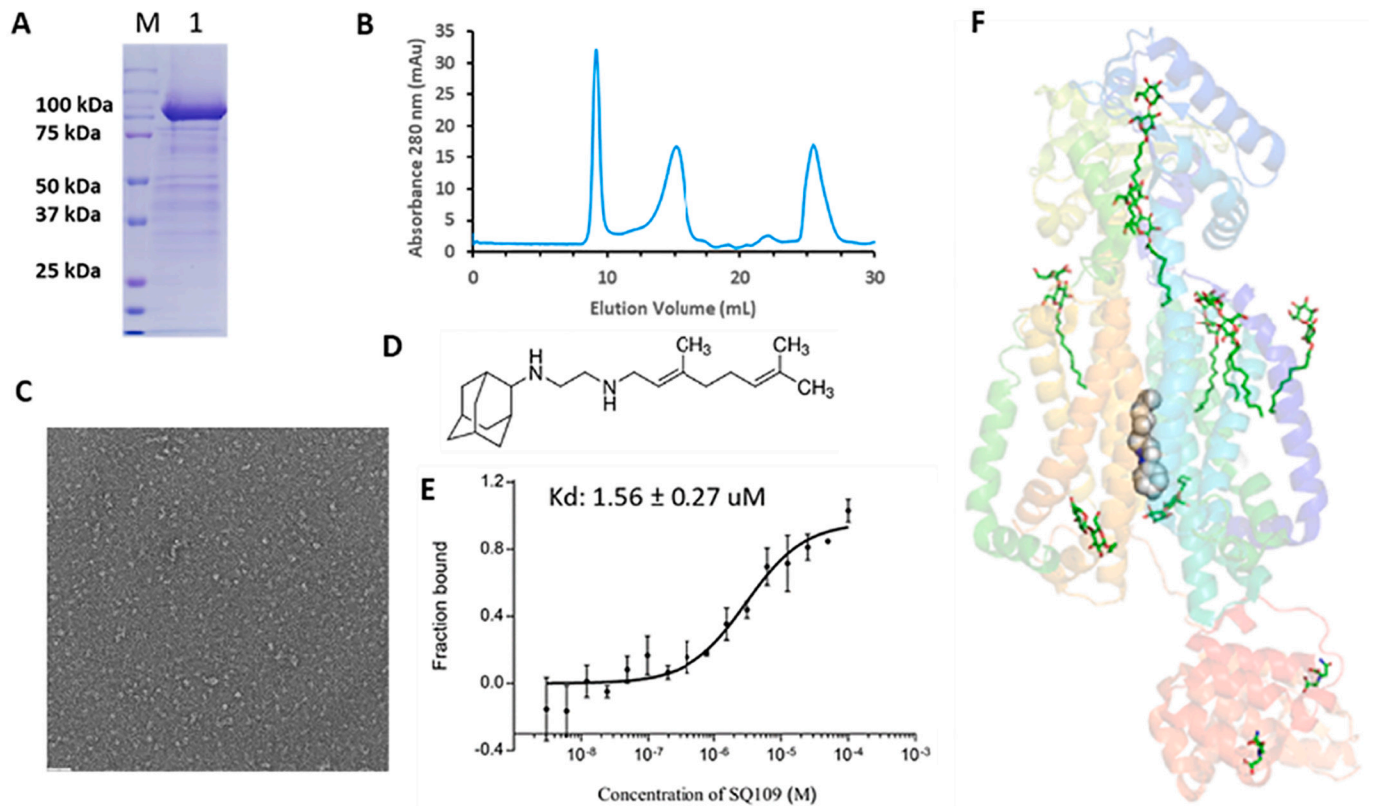 A
M 1
100 kDa
75 kDa
50 kDa
37 kDa
25 kDa
B
Absorbance 280 nm (mAu)
35
30
25
20
15
10
5
0
0 10 20 30
Elution Volume (mL)
C
D
H
N
N
H
CH3
CH3
CH3
E
Kd: 1.56 ± 0.27 uM
Fraction bound
1.2
0.8
0.4
0.0
-0.4
10-8 10-7 10-6 10-5 10-4 10-3
Concentration of SQ109 (M)
F